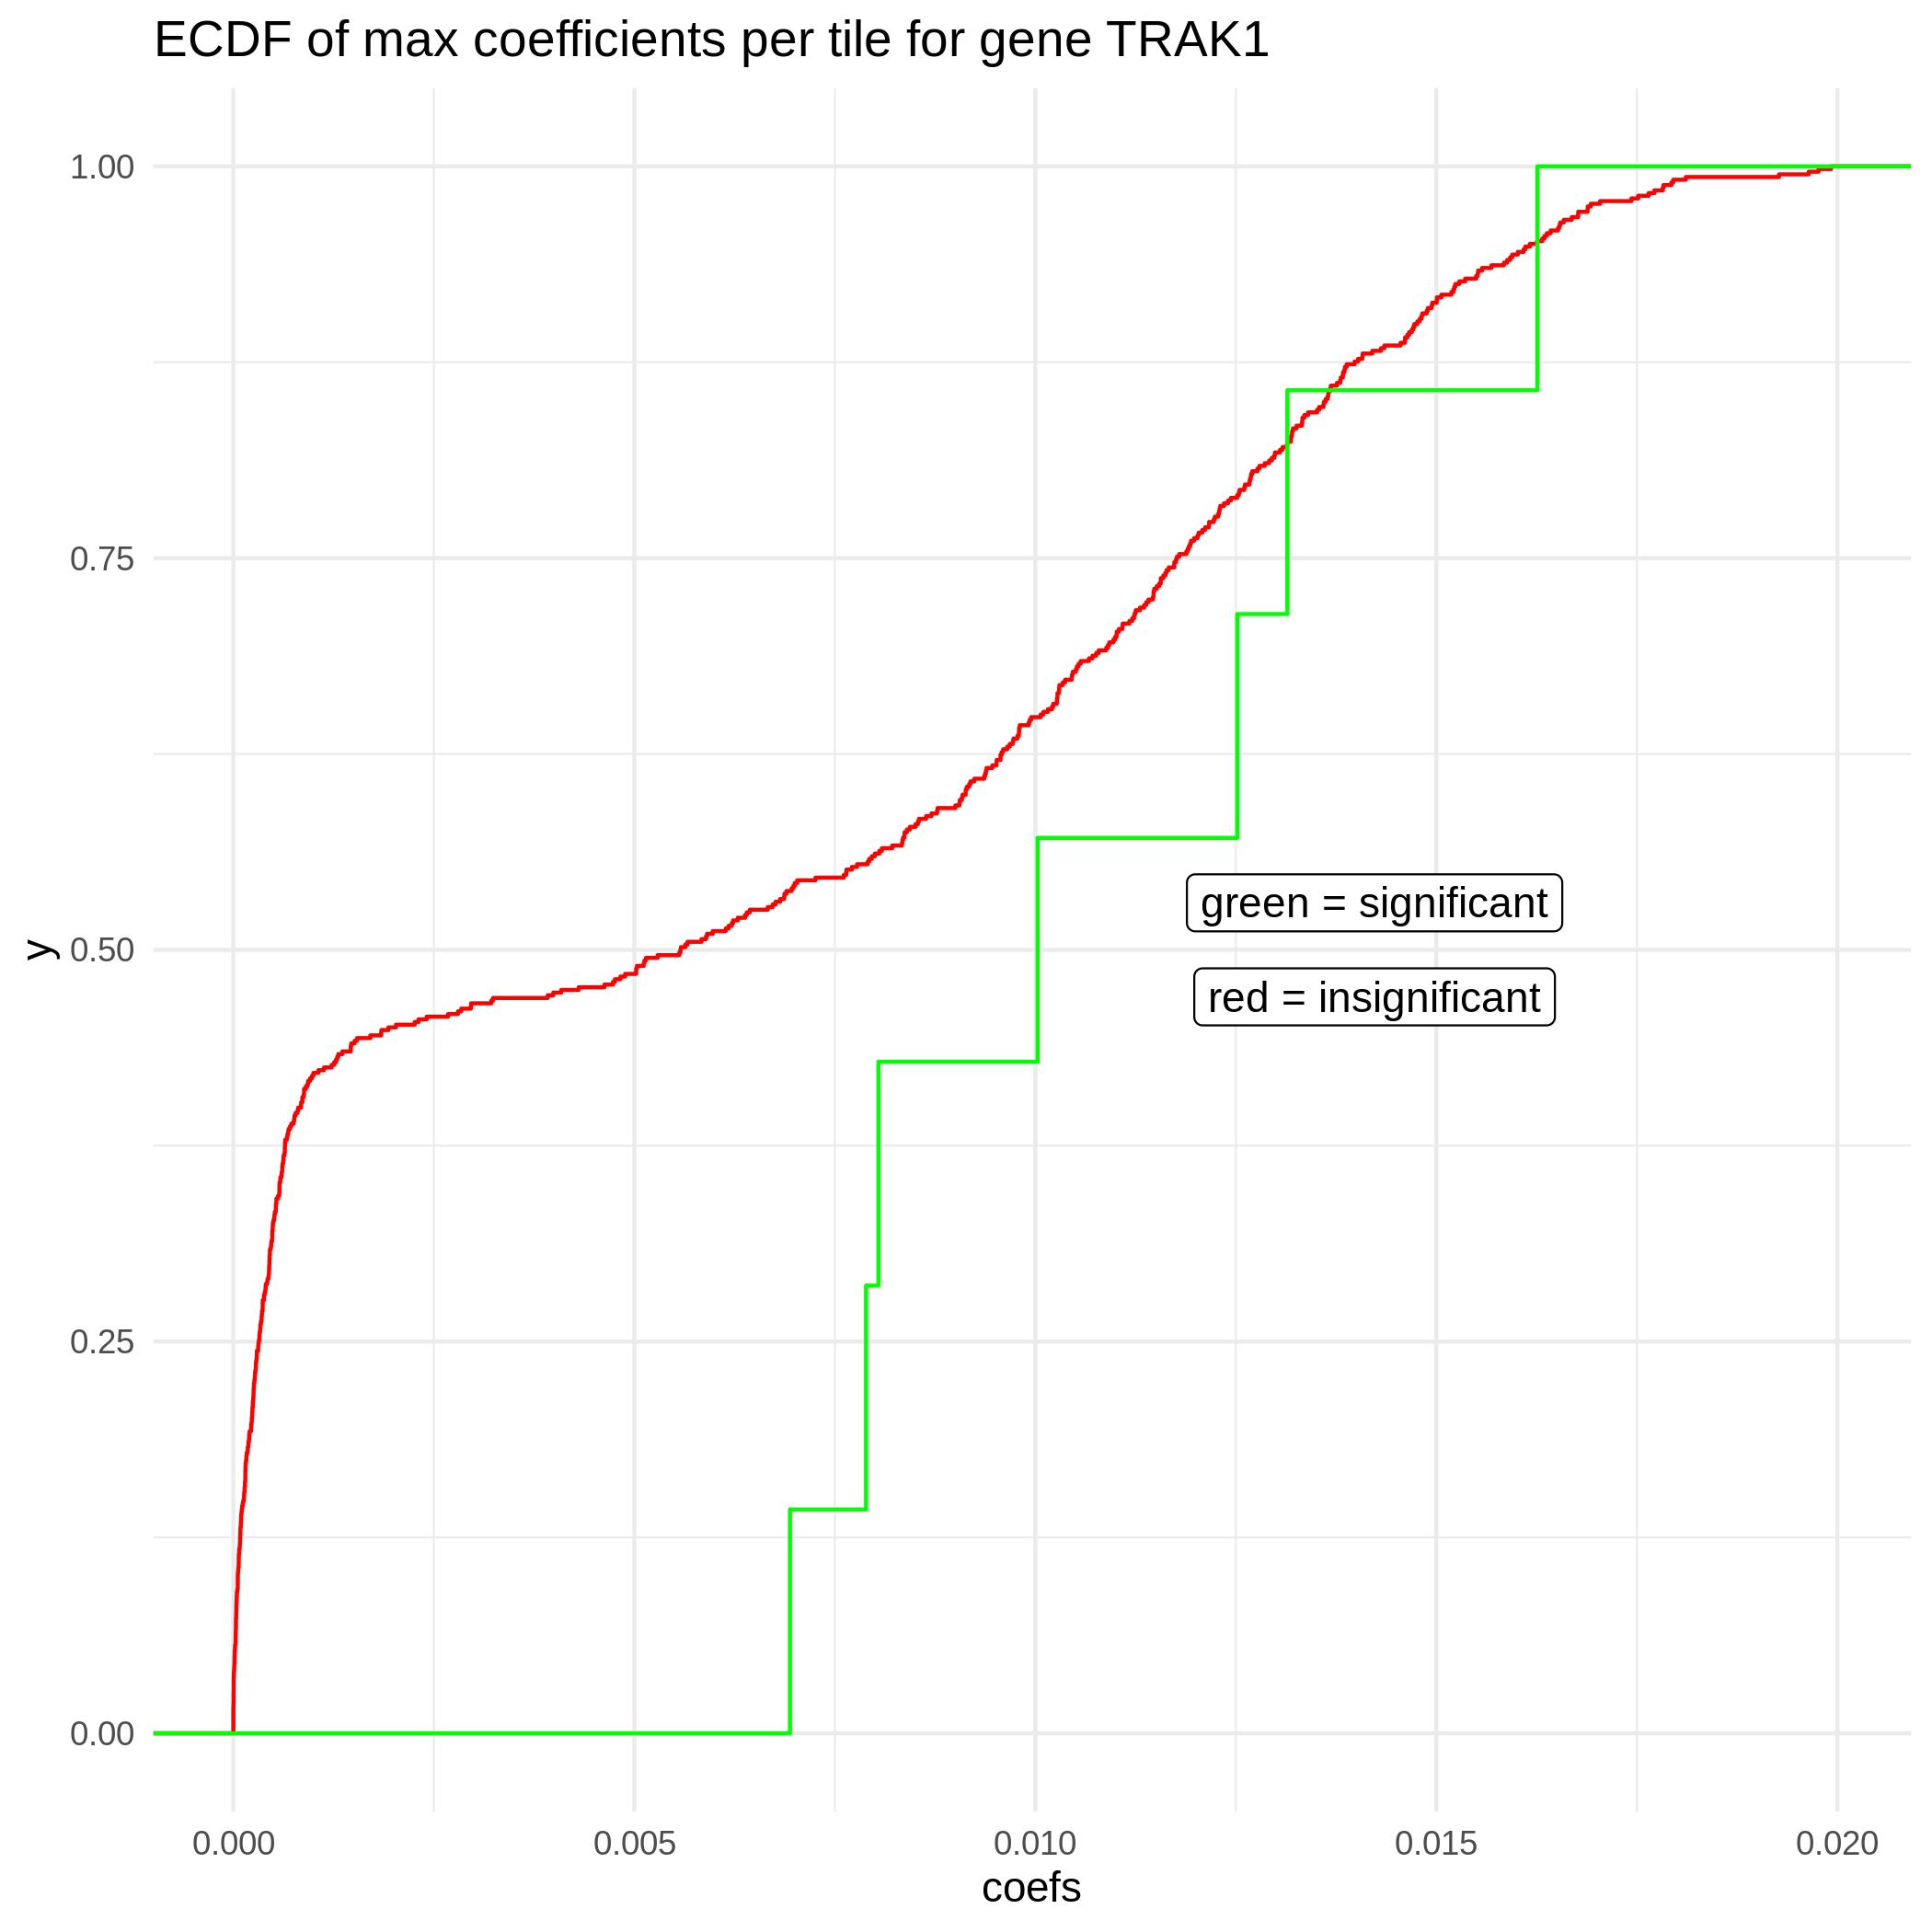 ECDF of max coefficients per tile for gene TRAK1
1.00
0.75
0.50
0.25
0.00
y
green = significant
red = insignificant
0.000 0.005 0.010 0.015 0.020
coefs